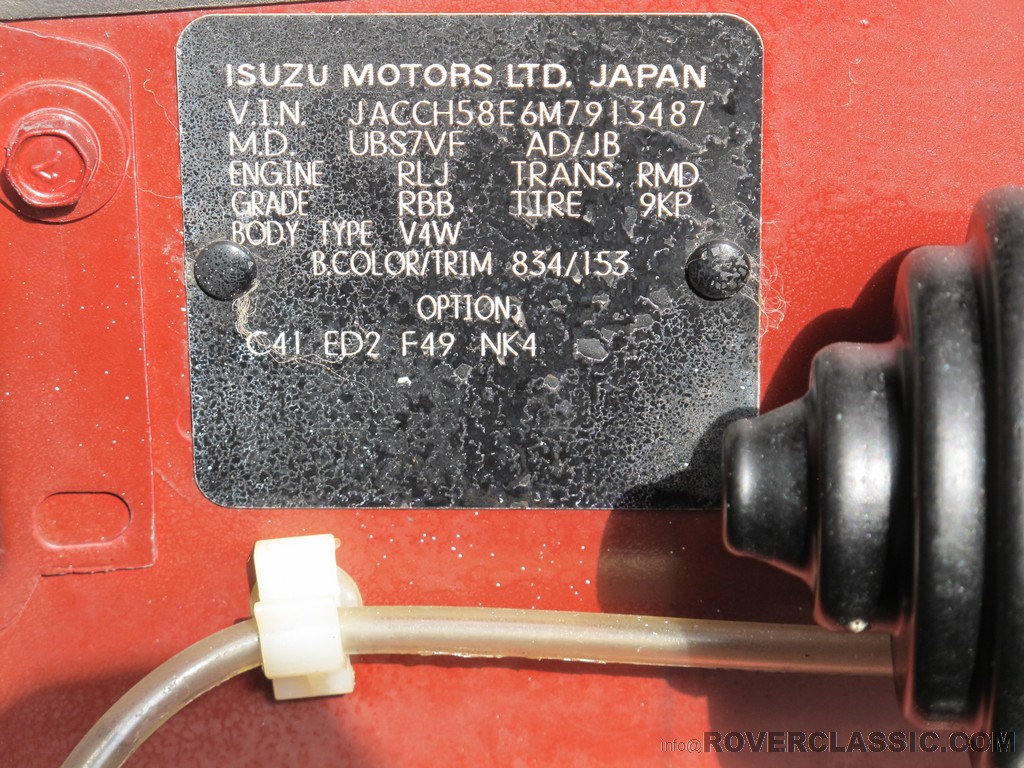 ISUZU MOTORS LTD. JAPAN
V.I.N. JACCH58E6M7913487
M.D. UBS7VF AD/JB
ENGINE RLJ TRANS. RMD
GRADE RBB TIRE 9KP
BODY TYPE V4W
B.COLOR/TRIM 834/153
OPTION
C41 ED2 F49 NK4
Info@ROVERCLASSIC.COM